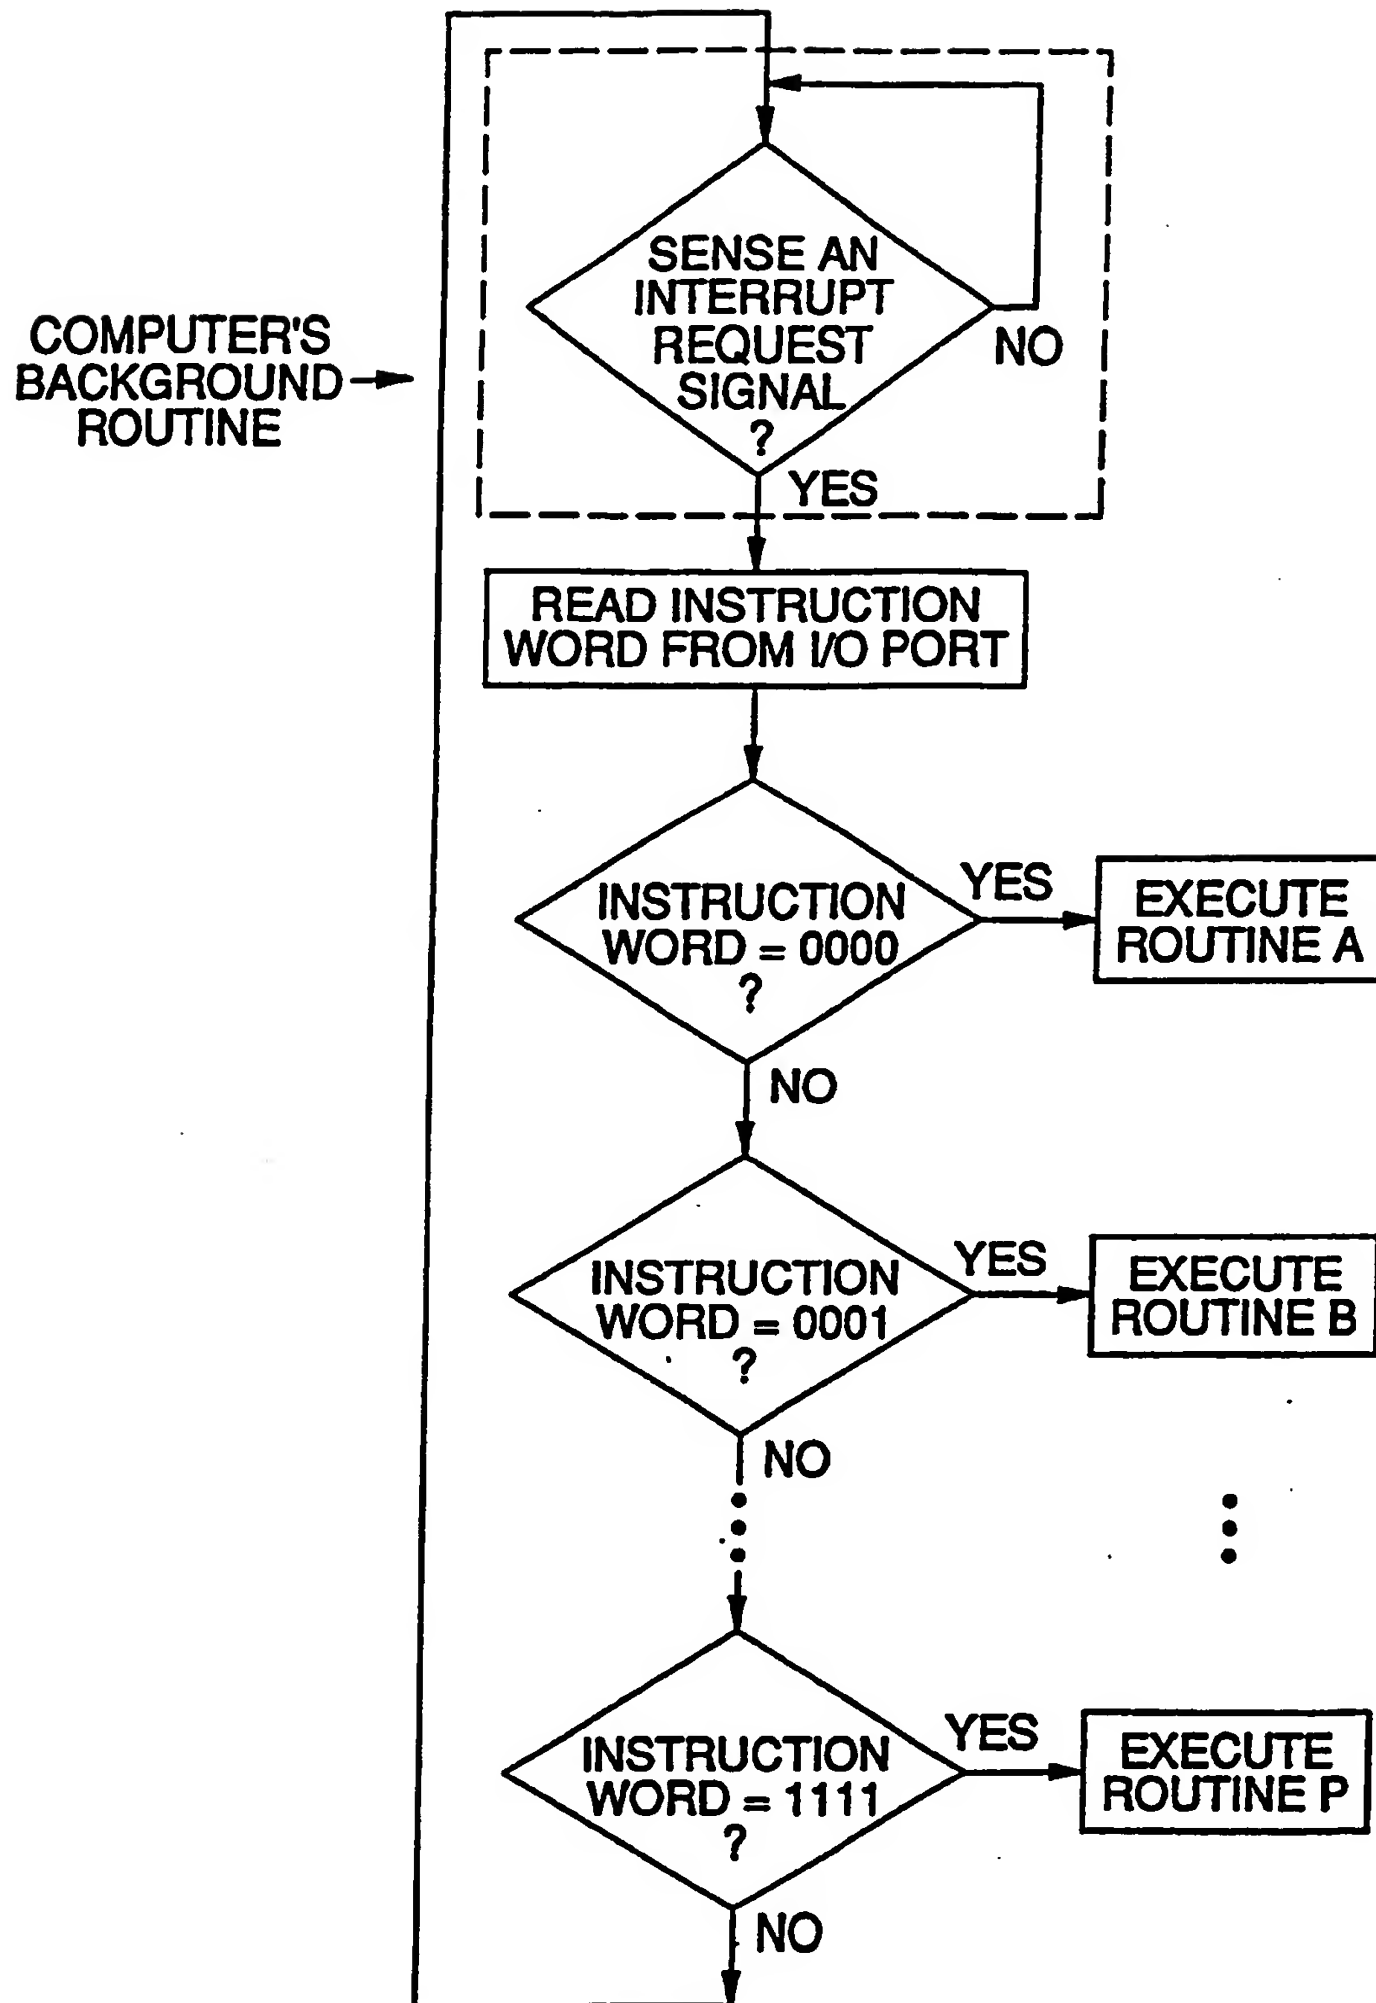 SENSE AN
INTERRUPT
REQUEST
SIGNAL
?
NO
YES
COMPUTER'S
BACKGROUND
ROUTINE
READ INSTRUCTION
WORD FROM I/O PORT
INSTRUCTION
WORD = 0000
?
YES
EXECUTE
ROUTINE A
NO
INSTRUCTION
WORD = 0001
?
YES
EXECUTE
ROUTINE B
NO
INSTRUCTION
WORD = 1111
?
YES
EXECUTE
ROUTINE P
NO